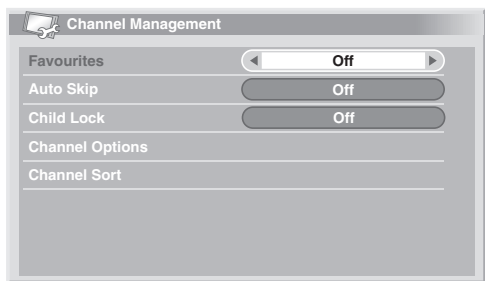 Channel Management
Favourites Off
Auto Skip Off
Child Lock Off
Channel Options
Channel Sort